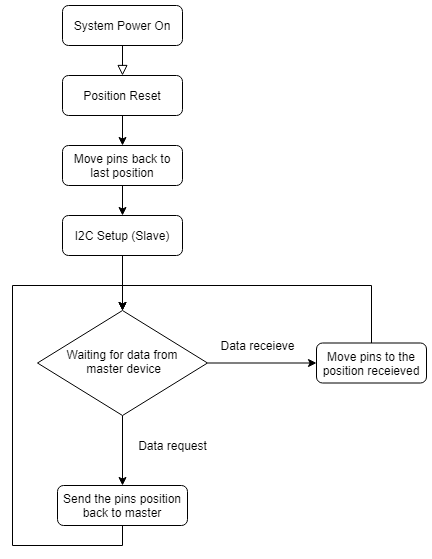 System Power On
Position Reset
Move pins back to
last position
I2C Setup (Slave)
Waiting for data from
master device
Data receieve
Move pins to the
position receieved
Data request
Send the pins position
back to master